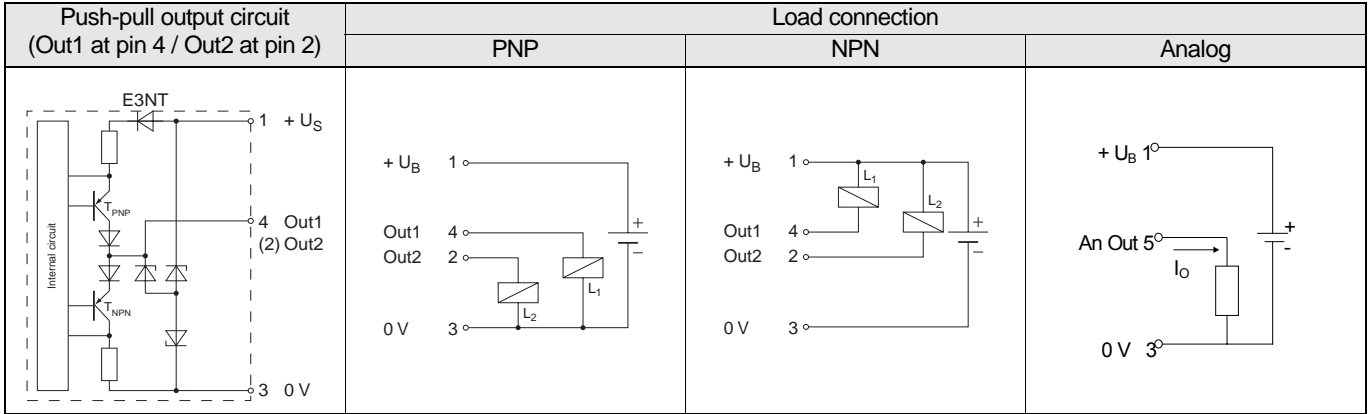 Push-pull output circuit
(Out1 at pin 4 / Out2 at pin 2)
Load connection
PNP
NPN
Analog
E3NT
1 + US
Internal circuit
TPNP
4 Out1
(2) Out2
TNPN
3 0 V
+ UB 1
Out1 4
Out2 2
L1
L2
0 V 3
+
−
+ UB 1
L1
L2
Out1 4
Out2 2
0 V 3
+
−
+ UB 1
An Out 5
IO
0 V 3
+
-